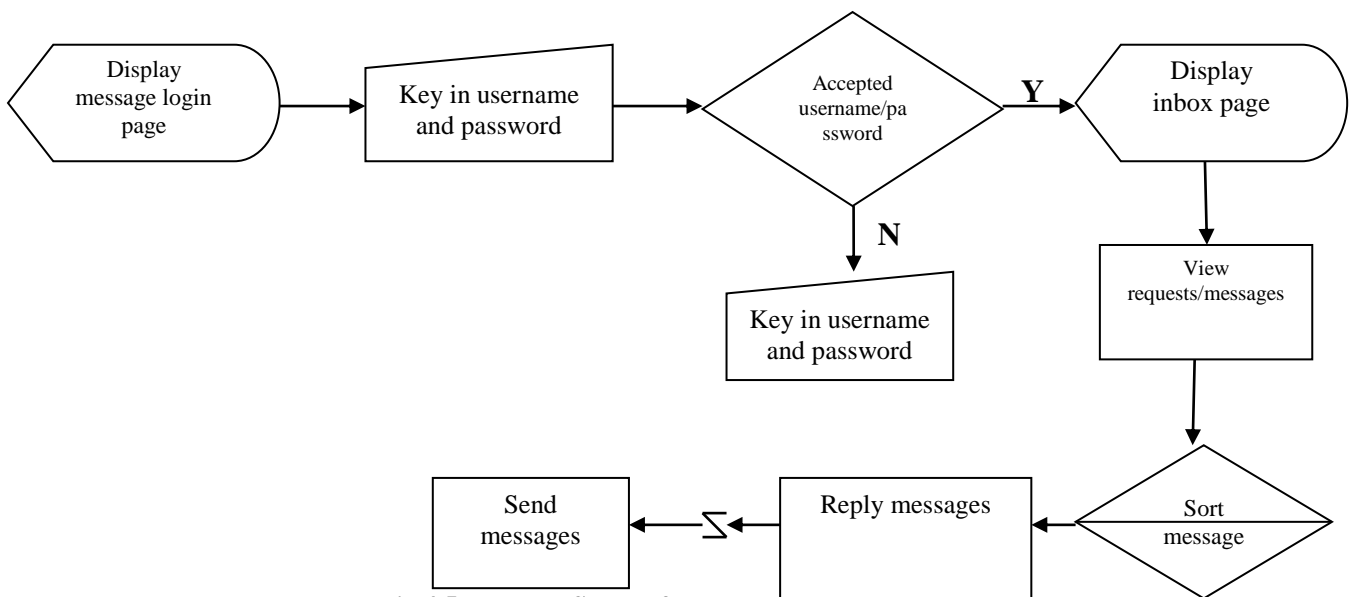 Display
message login
page
Key in username
and password
Accepted
username/pa
ssword
Y
Display
inbox page
N
Key in username
and password
View
requests/messages
Sort
message
Reply messages
Send
messages